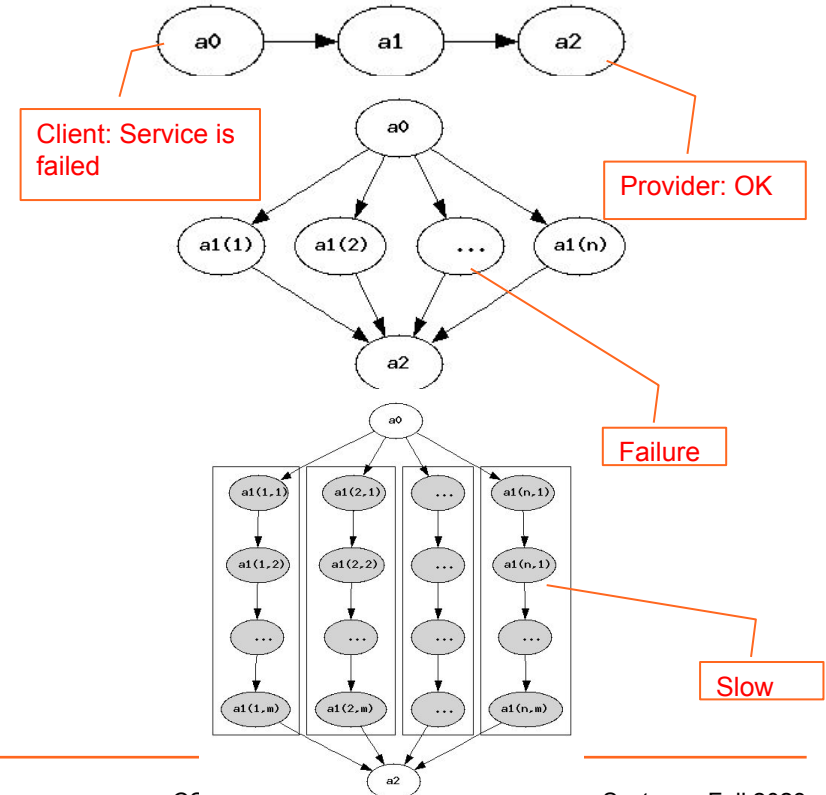 a0 a1 a2
Client: Service is
failed
Provider: OK
a0
a1(1) a1(2) ... a1(n)
a2
Failure
a0
a1(1,1) a1(2,1) ... a1(n,1)
a1(1,2) a1(2,2) ... a1(n,1)
... ... ... ...
a1(1,m) a1(2,m) ... a1(n,m)
Slow
a2
Fall 2020